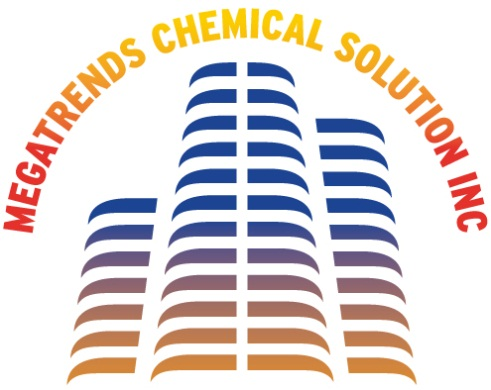 MEGATRENDS CHEMICAL SOLUTION INC